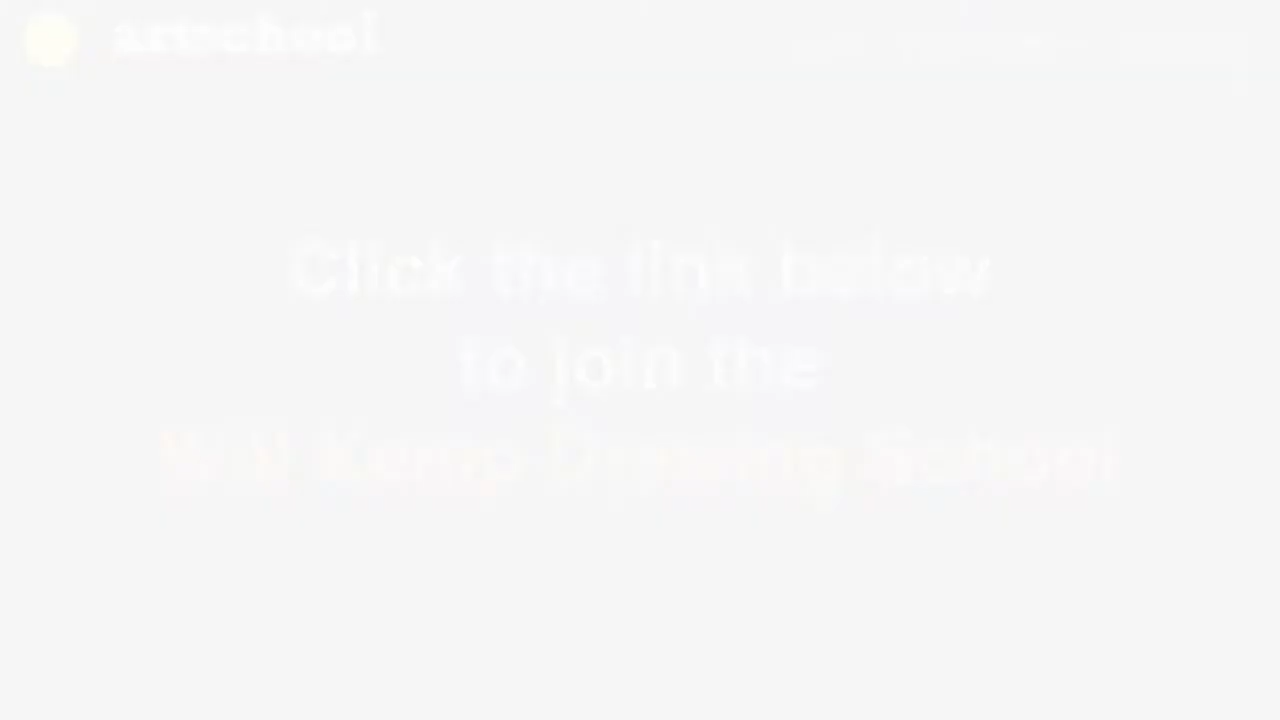 artschool
Click the link below
to join the
Will Kemp Drawing School